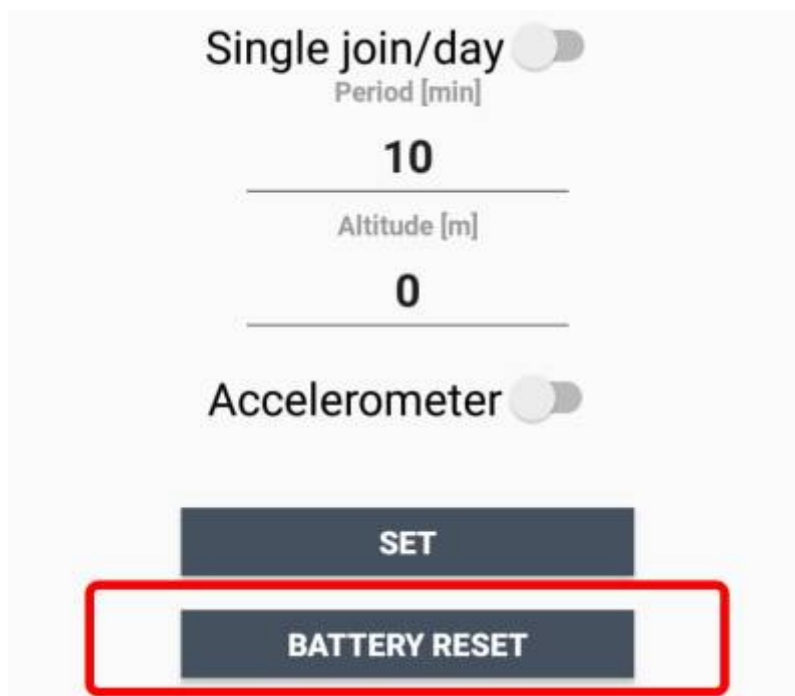 Single join/day
Period [min]
10
Altitude [m]
0
Accelerometer
SET
BATTERY RESET